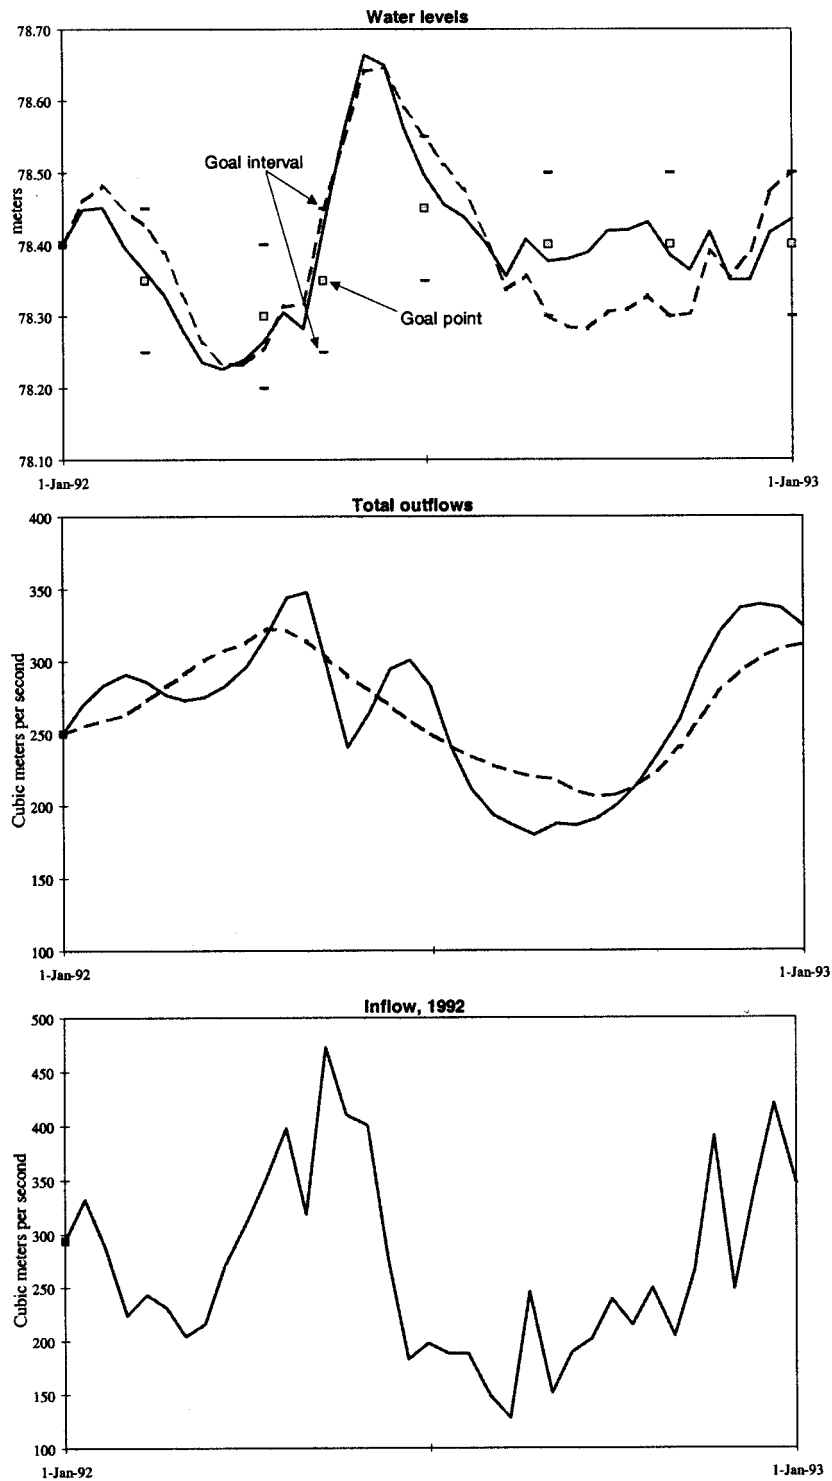 Water levels
78.70
78.60
78.50
78.40
78.30
78.20
78.10
meters
Goal interval
Goal point
1-Jan-92
1-Jan-93
Total outflows
400
350
300
250
200
150
100
Cubic meters per second
1-Jan-92
1-Jan-93
Inflow, 1992
500
450
400
350
300
250
200
150
100
Cubic meters per second
1-Jan-92
1-Jan-93